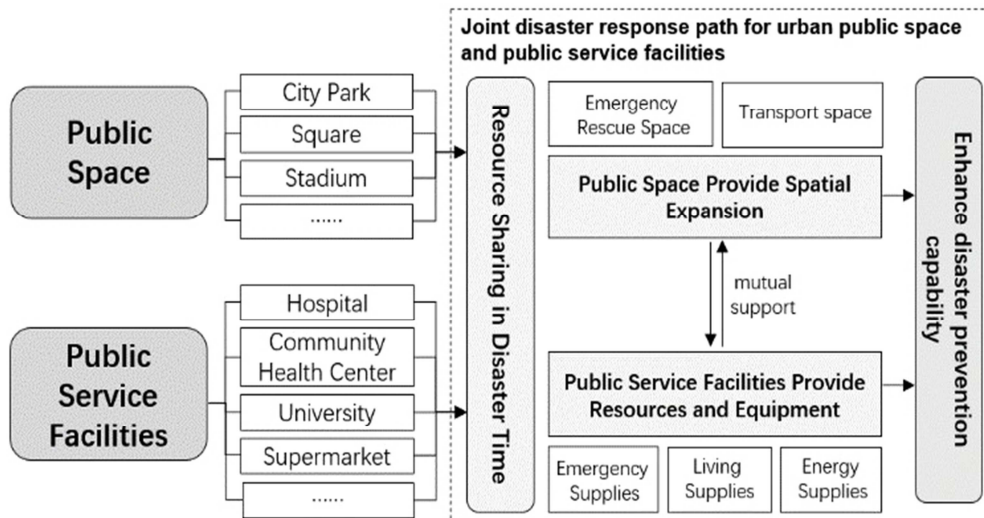 Joint disaster response path for urban public space
and public service facilities
Public
Space
City Park
Square
Stadium
······
Public
Service
Facilities
Hospital
Community
Health Center
University
Supermarket
······
Resource Sharing in Disaster Time
Emergency
Rescue Space
Transport space
Public Space Provide Spatial
Expansion
mutual
support
Public Service Facilities Provide
Resources and Equipment
Emergency
Supplies
Living
Supplies
Energy
Supplies
Enhance disaster prevention
capability